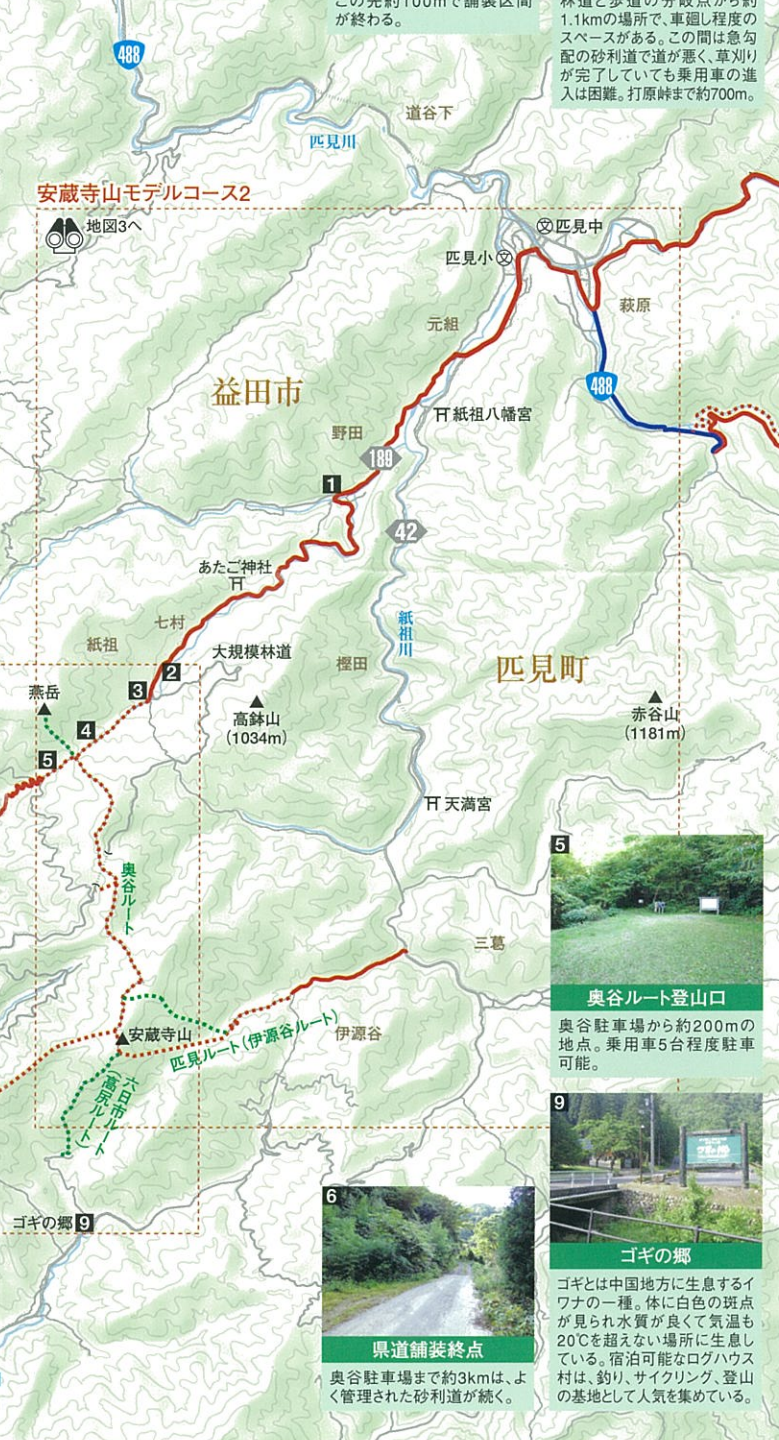 この先約100mで舗装区間
が終わる。
林道と歩道の分岐点から約
1.1kmの場所で、車廻し程度の
スペースがある。この間は急勾
配の砂利道で道が悪く、草刈り
が完了していても乗用車の進
入は困難。打原峠まで約700m。
488
道谷下
匹見川
安蔵寺山モデルコース2
地図3へ
匹見中
匹見小
萩原
元組
益田市
488
紙祖八幡宮
野田
189
1
42
あたご神社
紙祖川
七村
紙祖
大規模林道
樫田
匹見町
2
3
燕岳
高鉢山
(1034m)
赤谷山
(1181m)
4
5
天満宮
奥谷ルート
三葛
安蔵寺山
匹見ルート(伊源谷ルート)
伊源谷
六日市ルート
(高尻ルート)
ゴギの郷 9
5
奥谷ルート登山口
奥谷駐車場から約200mの
地点。乗用車5台程度駐車
可能。
6
県道舗装終点
奥谷駐車場まで約3kmは、よ
く管理された砂利道が続く。
9
ゴギの郷
ゴギとは中国地方に生息するイ
ワナの一種。体に白色の斑点
が見られ水質が良くて気温も
20℃を超えない場所に生息し
ている。宿泊可能なログハウス
村は、釣り、サイクリング、登山
の基地として人気を集めている。